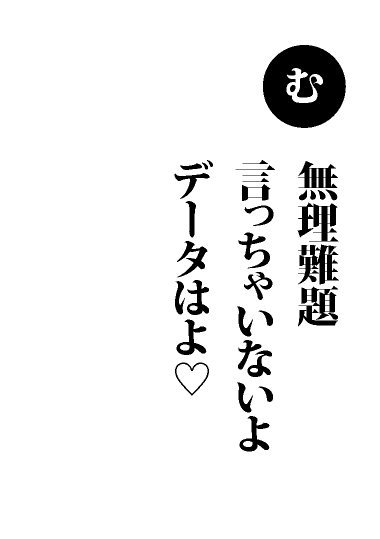 む
無理難題
言っちゃいないよ
データはよ♡